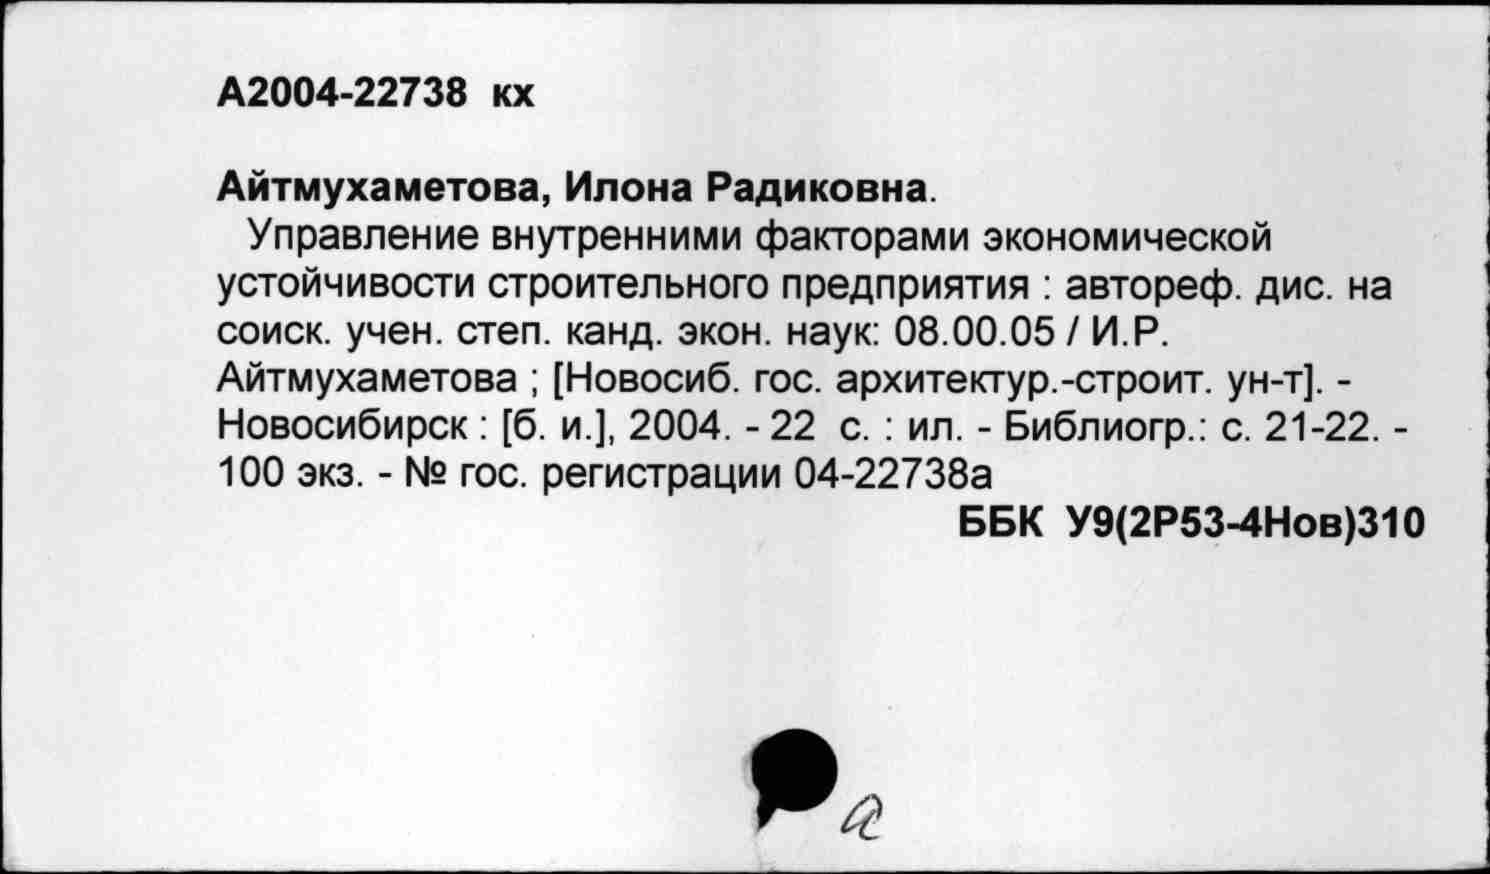 А2004-22738 кх
Айтмухаметова, Илона Радиковна.
Управление внутренними факторами экономической
устойчивости строительного предприятия : автореф. дис. на
соиск. учен. степ. канд. экон. наук: 08.00.05 / И.Р.
Айтмухаметова ; [Новосиб. гос. архитектур.-строит. ун-т]. -
Новосибирск : [б. и.], 2004. - 22 с. : ил. - Библиогр.: с. 21-22. -
100 экз. - № гос. регистрации 04-22738а
ББК У9(2Р53-4Нов)310
а